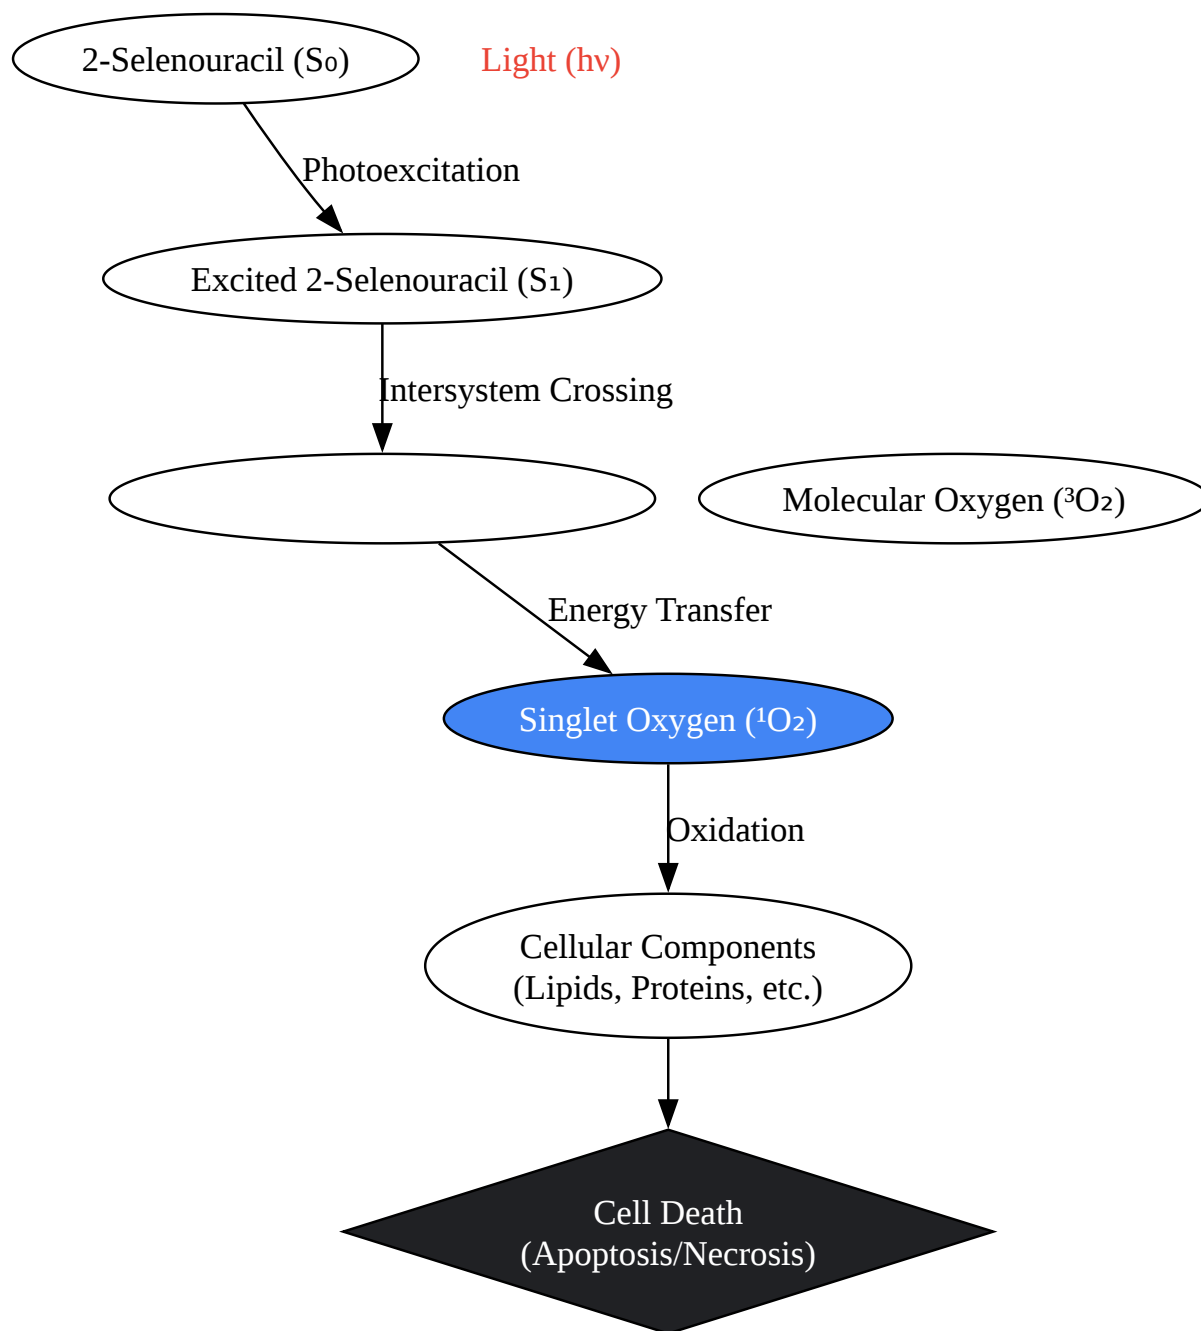 2-Selenouracil (S₀)
Light (hν)
Photoexcitation
Excited 2-Selenouracil (S₁)
Intersystem Crossing
Molecular Oxygen (³O₂)
Energy Transfer
Singlet Oxygen (¹O₂)
Oxidation
Cellular Components
(Lipids, Proteins, etc.)
Cell Death
(Apoptosis/Necrosis)